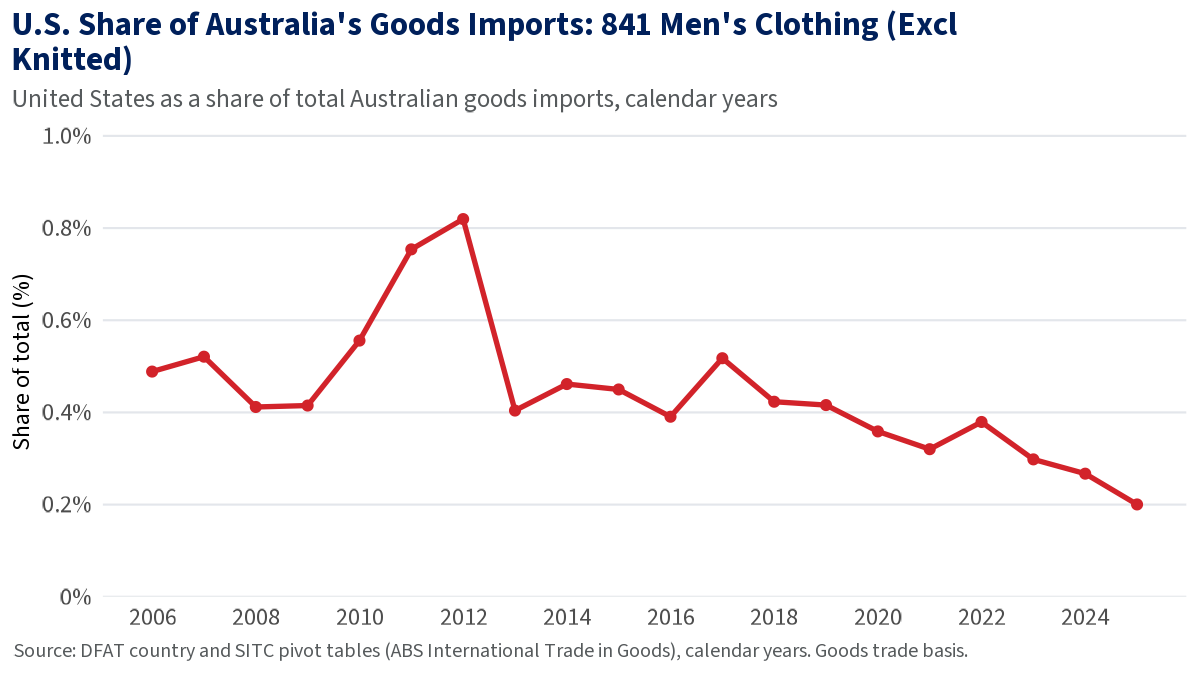 U.S. Share of Australia's Goods Imports: 841 Men's Clothing (Excl
Knitted)
United States as a share of total Australian goods imports, calendar years
Share of total (%)
1.0%
0.8%
0.6%
0.4%
0.2%
0%
2006 2008 2010 2012 2014 2016 2018 2020 2022 2024
Source: DFAT country and SITC pivot tables (ABS International Trade in Goods), calendar years. Goods trade basis.